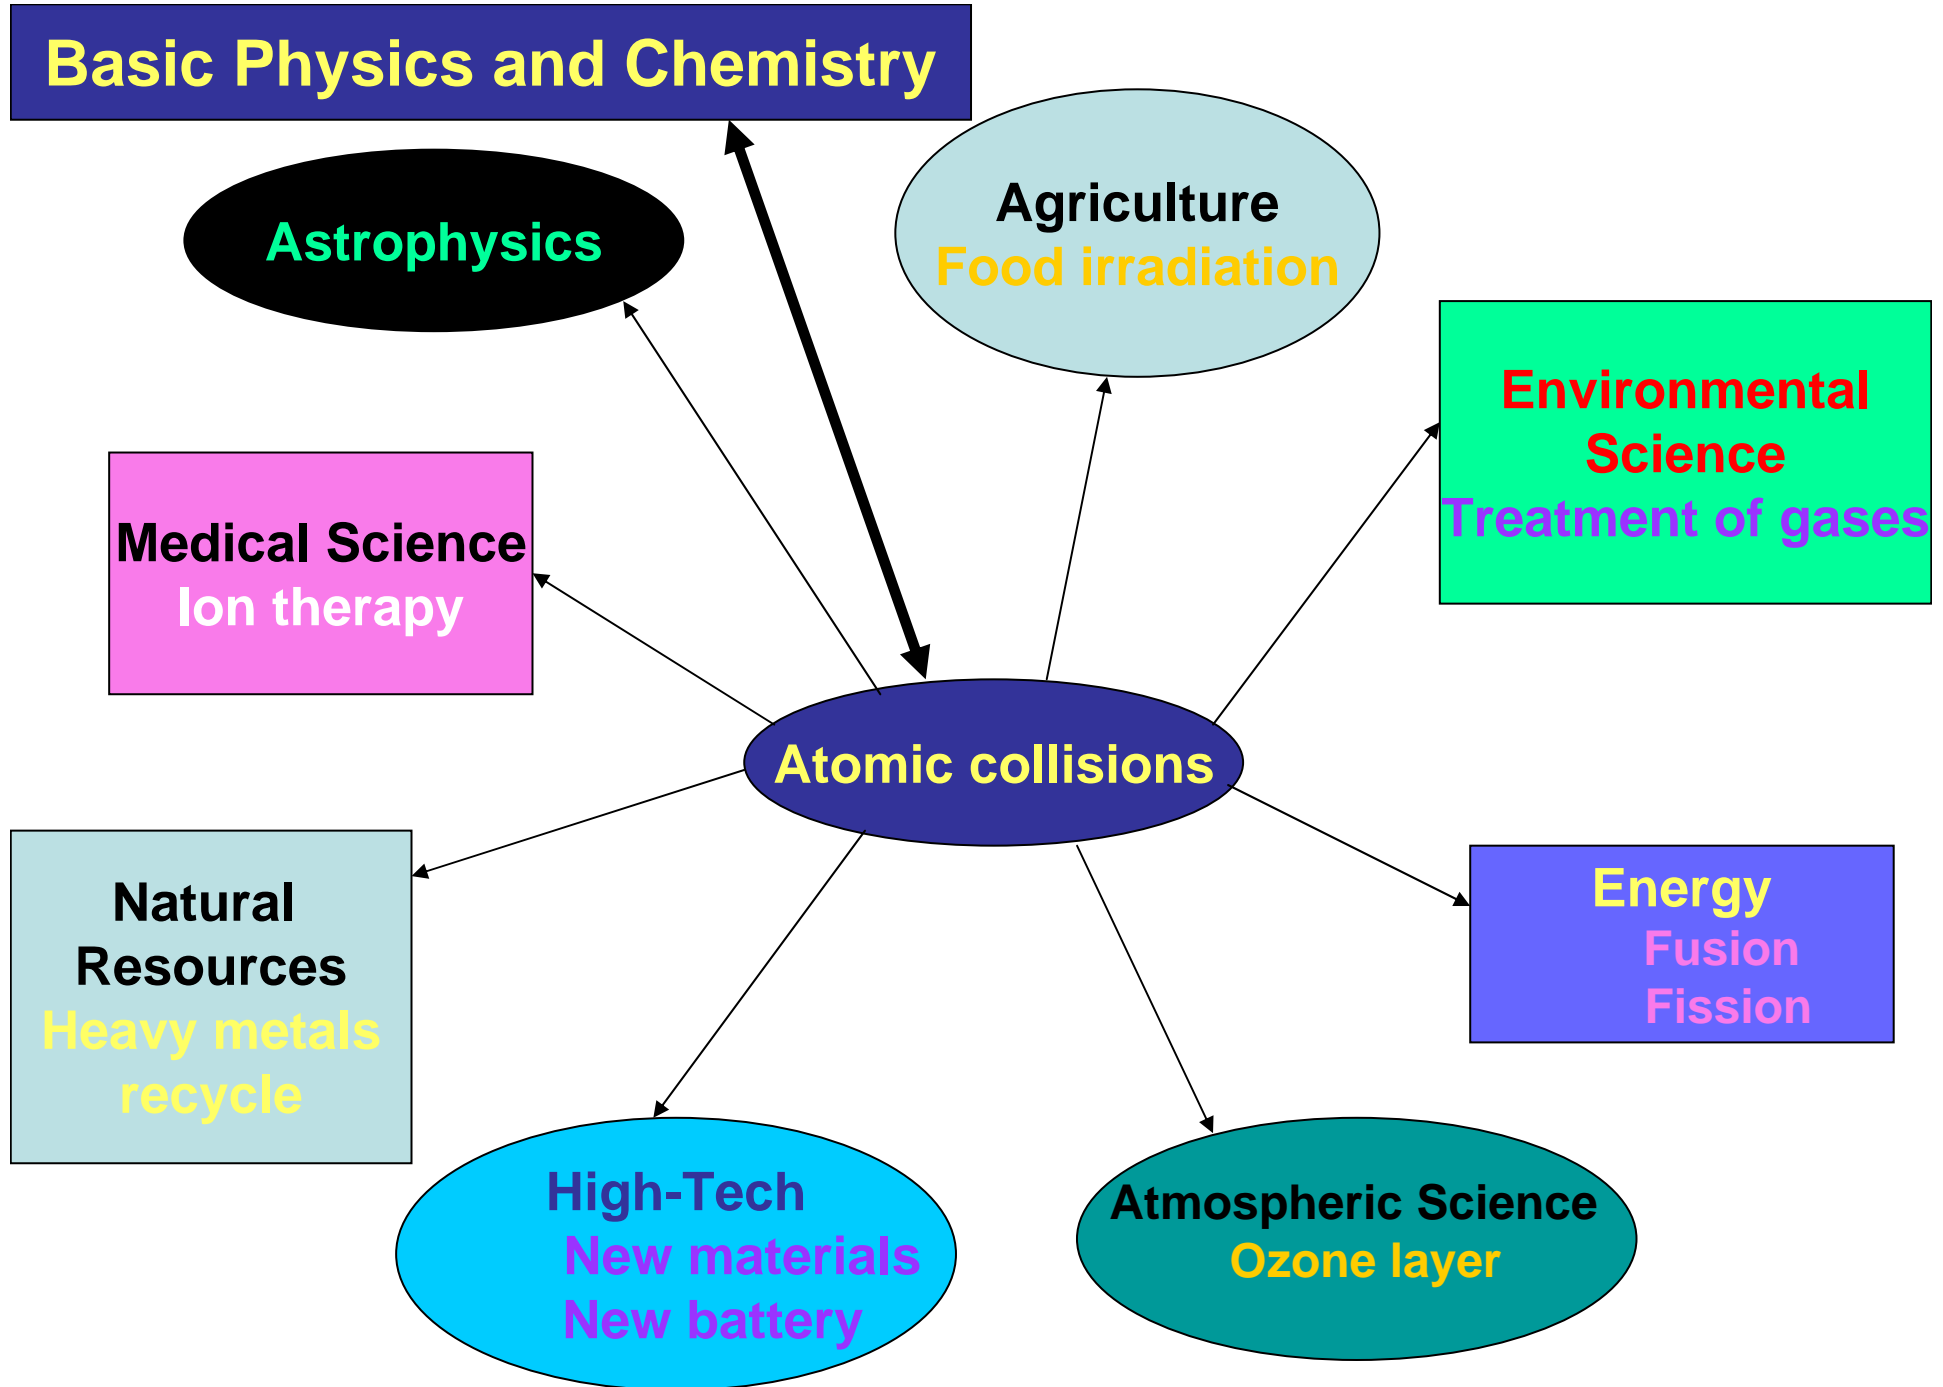 Basic Physics and Chemistry
Astrophysics
Agriculture
Food irradiation
Environmental
Science
Treatment of gases
Medical Science
Ion therapy
Atomic collisions
Natural
Resources
Heavy metals
recycle
Energy
Fusion
Fission
High-Tech
New materials
New battery
Atmospheric Science
Ozone layer